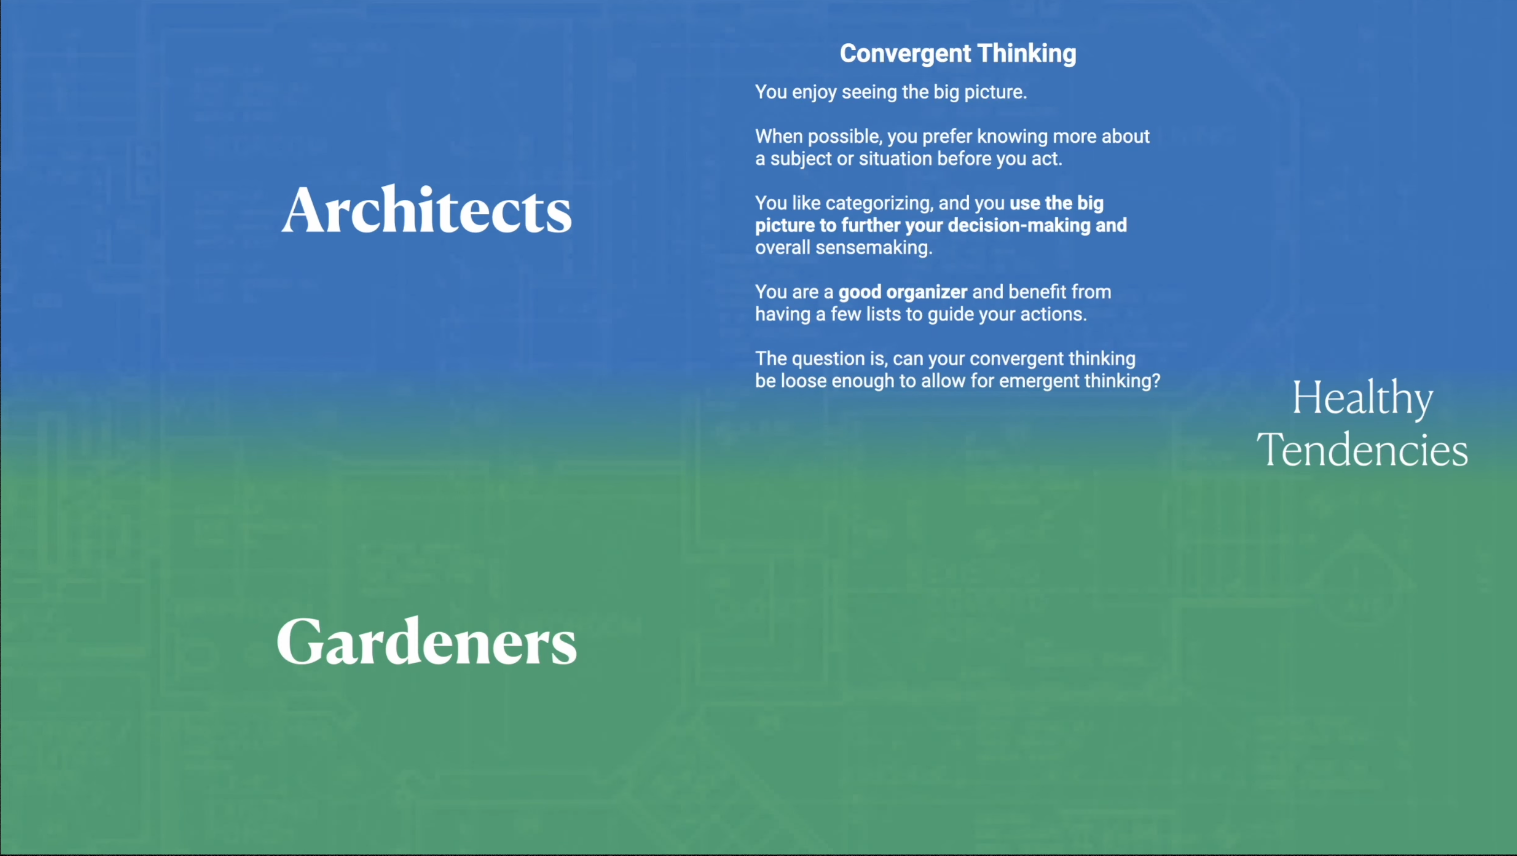 Convergent Thinking
You enjoy seeing the big picture.
When possible, you prefer knowing more about
a subject or situation before you act.
You like categorizing, and you use the big
picture to further your decision-making and
overall sensemaking.
You are a good organizer and benefit from
having a few lists to guide your actions.
The question is, can your convergent thinking
be loose enough to allow for emergent thinking?
Architects
Healthy
Tendencies
Gardeners